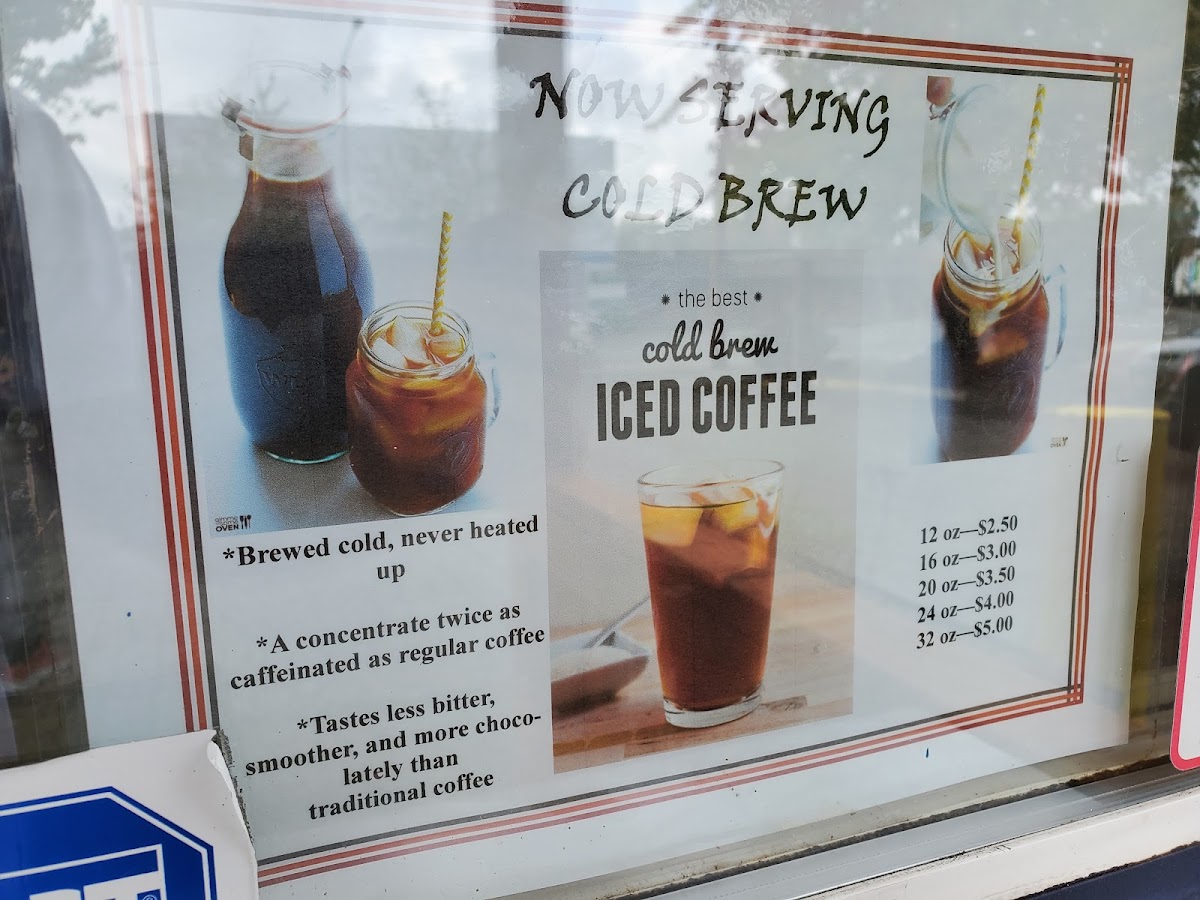 NOW SERVING
COLD BREW
the best
cold brew
ICED COFFEE
OVEN
*Brewed cold, never heated
up
*A concentrate twice as
caffeinated as regular coffee
*Tastes less bitter,
smoother, and more choco-
lately than
traditional coffee
12 oz—$2.50
16 oz—$3.00
20 oz—$3.50
24 oz—$4.00
32 oz—$5.00